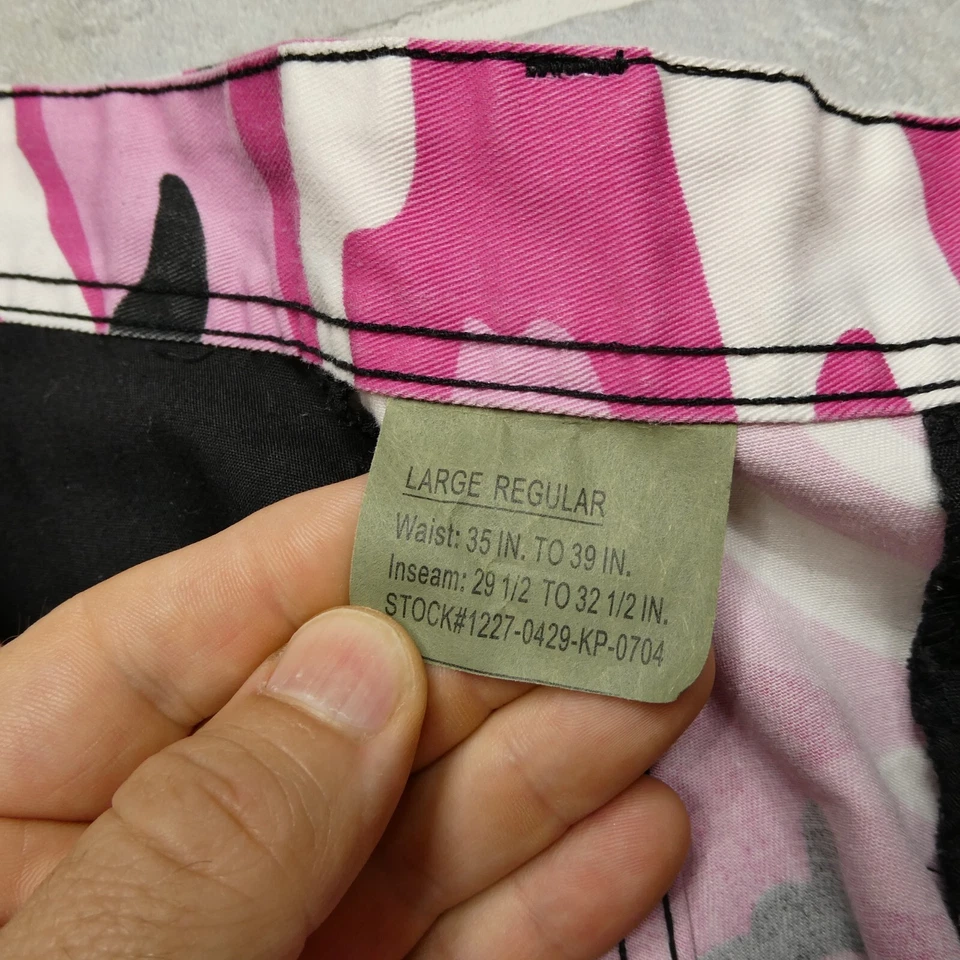 LARGE REGULAR
Waist: 35 IN. TO 39 IN.
Inseam: 29 1/2 TO 32 1/2 IN.
STOCK#1227-0429-KP-0704